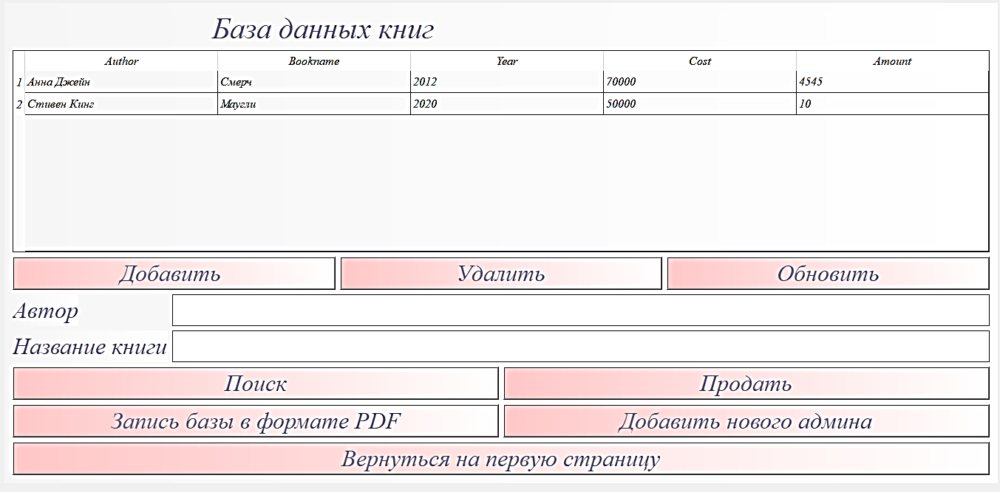 База данных книг
Author Bookname Year Cost Amount
1 Анна Джейн Смерч 2012 70000 4545
2 Стивен Кинг Маугли 2020 50000 10
Добавить Удалить Обновить
Автор
Название книги
Поиск Продать
Запись базы в формате PDF Добавить нового админа
Вернуться на первую страницу